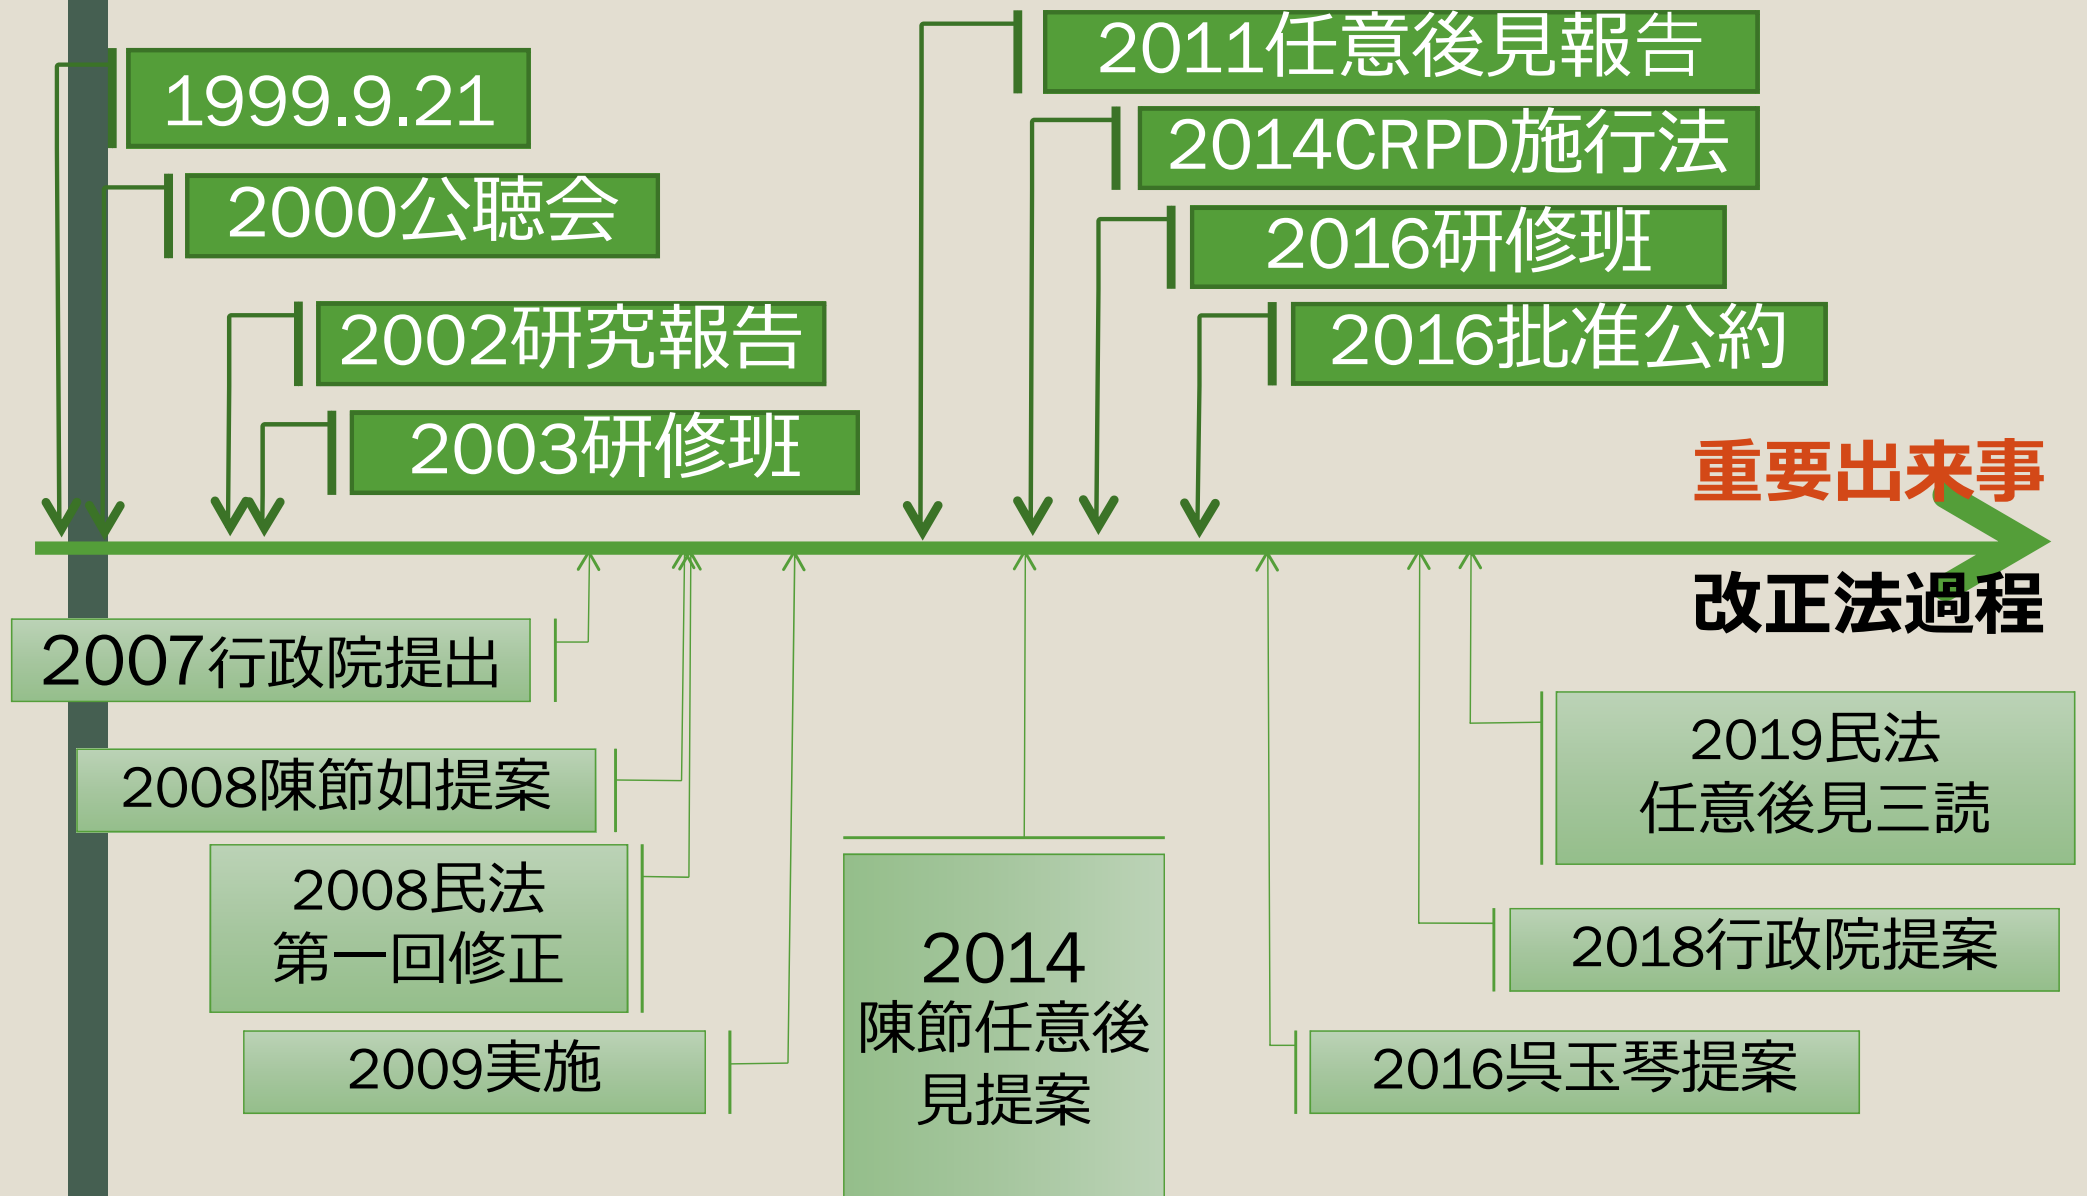 1999.9.21
2000公聴会
2002研究報告
2003研修班
2011任意後見報告
2014CRPD施行法
2016研修班
2016批准公約
重要出来事
改正法過程
2007行政院提出
2008陳節如提案
2008民法
第一回修正
2009実施
2014
陳節任意後
見提案
2019民法
任意後見三読
2018行政院提案
2016呉玉琴提案